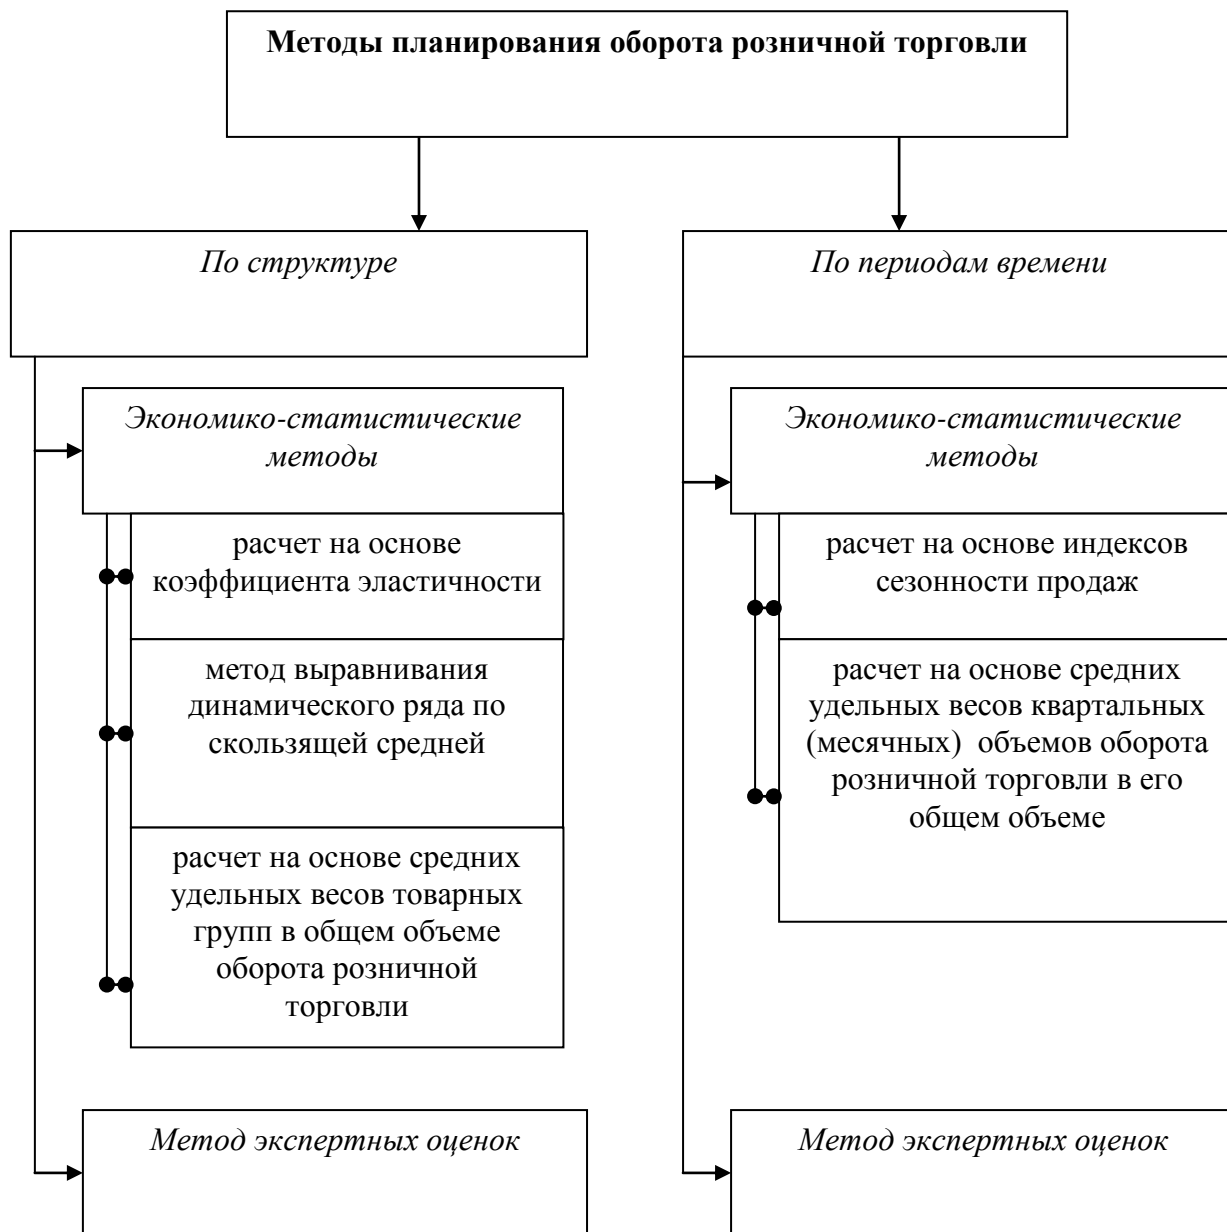 Методы планирования оборота розничной торговли
По структуре
Экономико-статистические
методы
расчет на основе
коэффициента эластичности
метод выравнивания
динамического ряда по
скользящей средней
расчет на основе средних
удельных весов товарных
групп в общем объеме
оборота розничной
торговли
Метод экспертных оценок
По периодам времени
Экономико-статистические
методы
расчет на основе индексов
сезонности продаж
расчет на основе средних
удельных весов квартальных
(месячных) объемов оборота
розничной торговли в его
общем объеме
Метод экспертных оценок